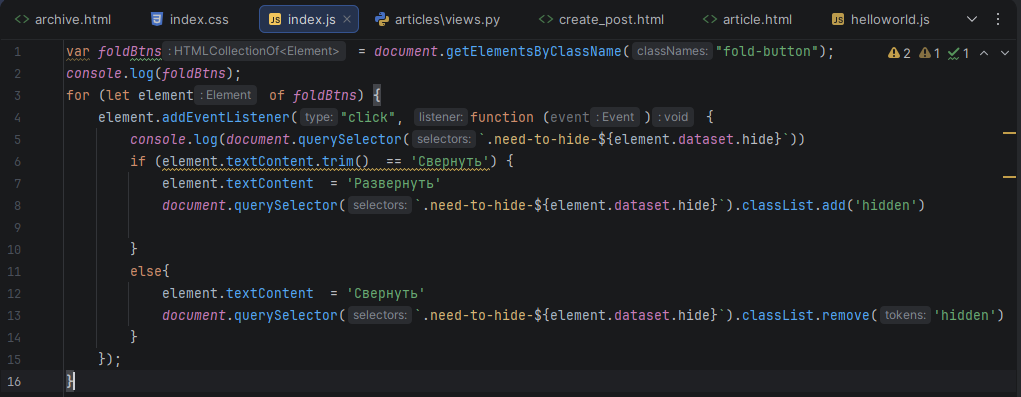 archive.html index.css index.js articles\views.py create_post.html article.html helloworld.js
1 var foldBtns : HTMLCollectionOf<Element> = document.getElementsByClassName( classNames: "fold-button"); 2 1 1
2 console.log(foldBtns);
3 for (let element : Element of foldBtns) {
4 element.addEventListener( type: "click", listener: function (event : Event ) : void {
5 console.log(document.querySelector( selectors: `.need-to-hide-${element.dataset.hide}`))
6 if (element.textContent.trim() == 'Свернуть') {
7 element.textContent = 'Развернуть'
8 document.querySelector( selectors: `.need-to-hide-${element.dataset.hide}`).classList.add('hidden')
9
10 }
11 else{
12 element.textContent = 'Свернуть'
13 document.querySelector( selectors: `.need-to-hide-${element.dataset.hide}`).classList.remove( tokens: 'hidden')
14 }
15 });
16 }